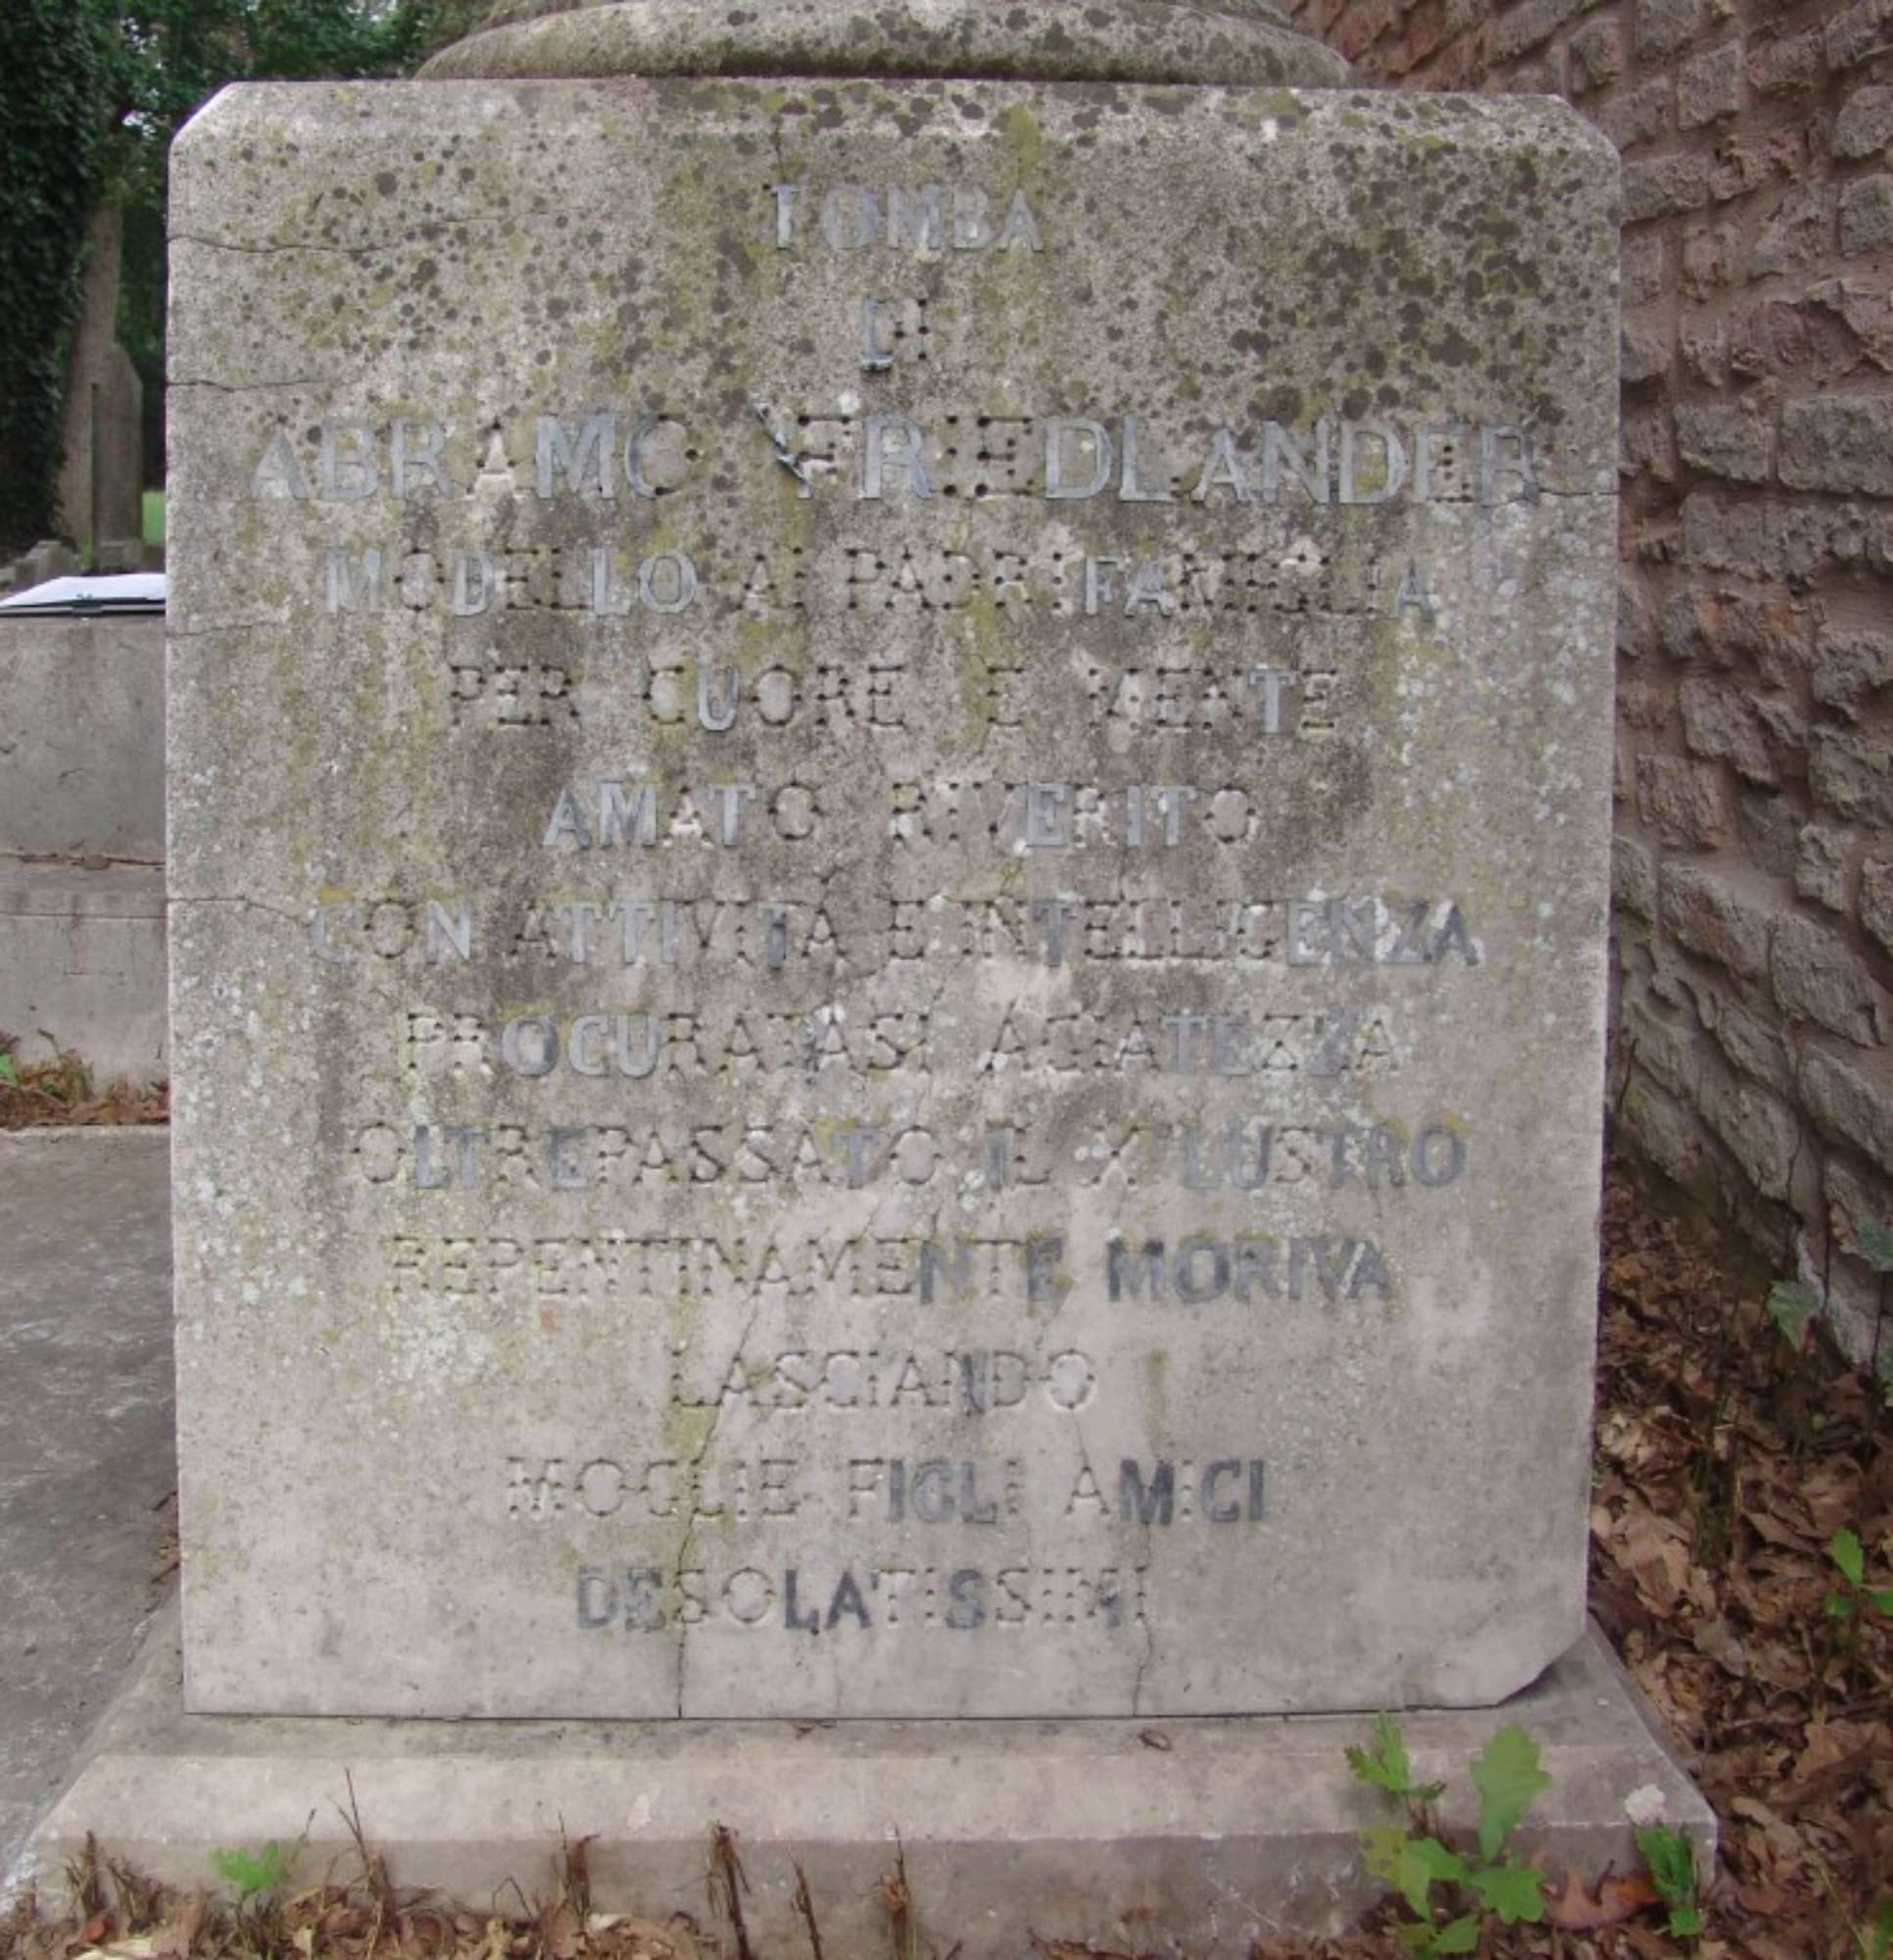 TOMBA
DI
ABRAMO FRIEDLANDER
MODELLO AI PADRI FAMIGLIA
PER CUORE E MENTE
AMATO RIVERITO
CON ATTIVITÀ E INTELLIGENZA
PROCURATASI AGIATEZZA
OLTREPASSATO IL LUSTRO
REPENTINAMENTE MORIVA
LASCIANDO
MOGLIE FIGLI AMICI
DESOLATISSIMI